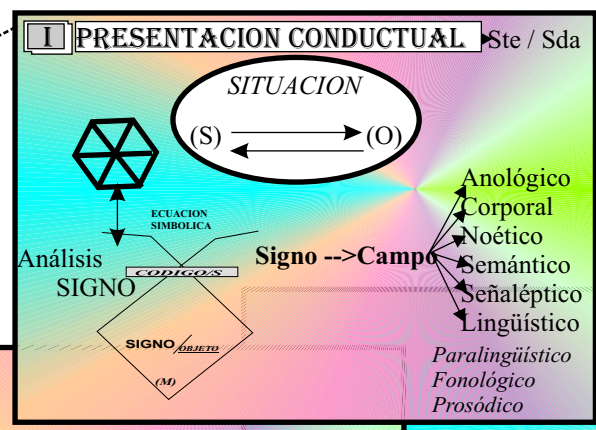 I PRESENTACION CONDUCTUAL Ste / Sda
SITUACION
(S) (O)
ECUACION
SIMBOLICA
Análisis
SIGNO
CODIGO/S
SIGNO/OBJETO
(M)
Signo -->Campo
Anológico
Corporal
Noético
Semántico
Señaléptico
Lingüístico
Paralingüístico
Fonológico
Prosódico